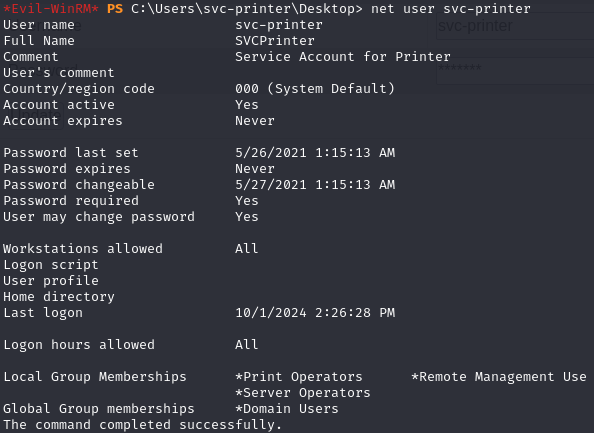 *Evil-WinRM* PS C:\Users\svc-printer\Desktop> net user svc-printer
User name                    svc-printer
Full Name                    SVCPrinter
Comment                      Service Account for Printer
User's comment
Country/region code          000 (System Default)
Account active               Yes
Account expires              Never

Password last set            5/26/2021 1:15:13 AM
Password expires             Never
Password changeable          5/27/2021 1:15:13 AM
Password required            Yes
User may change password     Yes

Workstations allowed         All
Logon script
User profile
Home directory
Last logon                   10/1/2024 2:26:28 PM

Logon hours allowed          All

Local Group Memberships      *Print Operators      *Remote Management Use
                             *Server Operators
Global Group memberships     *Domain Users
The command completed successfully.
svc-printer
*******